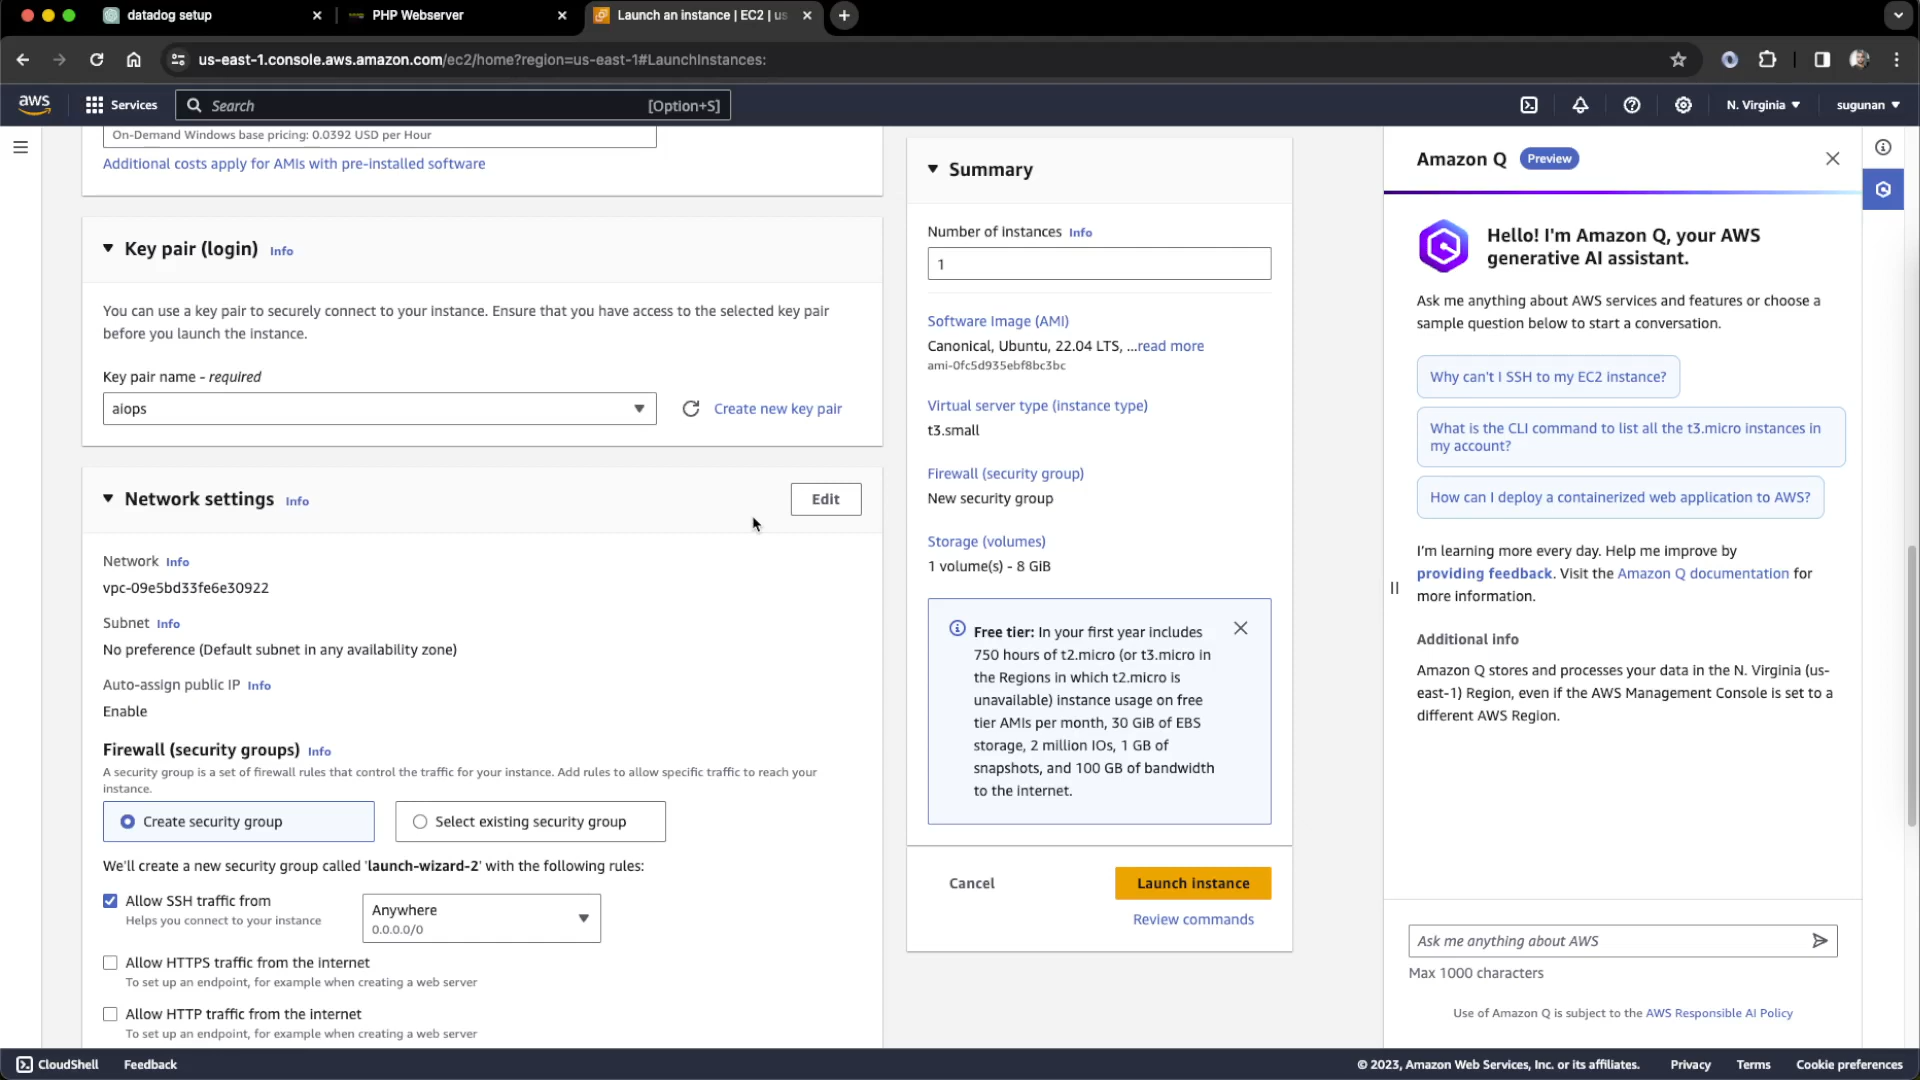 datadog setup
PHP Webserver
Launch an instance | EC2 | us
us-east-1.console.aws.amazon.com/ec2/home?region=us-east-1#LaunchInstances:
aws
Services
Search
[Option+S]
N. Virginia
sugunan
On-Demand Windows base pricing: 0.0392 USD per Hour
Additional costs apply for AMIs with pre-installed software
Key pair (login) Info
You can use a key pair to securely connect to your instance. Ensure that you have access to the selected key pair
before you launch the instance.
Key pair name - required
aiops
Create new key pair
Network settings Info
Edit
Network Info
vpc-09e5bd33fe6e30922
Subnet Info
No preference (Default subnet in any availability zone)
Auto-assign public IP Info
Enable
Firewall (security groups) Info
A security group is a set of firewall rules that control the traffic for your instance. Add rules to allow specific traffic to reach your
instance.
Create security group
Select existing security group
We'll create a new security group called 'launch-wizard-2' with the following rules:
Allow SSH traffic from
Helps you connect to your instance
Anywhere
0.0.0.0/0
Allow HTTPS traffic from the internet
To set up an endpoint, for example when creating a web server
Allow HTTP traffic from the internet
To set up an endpoint, for example when creating a web server
Summary
Number of instances Info
1
Software Image (AMI)
Canonical, Ubuntu, 22.04 LTS, ...read more
ami-0fc5d935ebf8bc3bc
Virtual server type (instance type)
t3.small
Firewall (security group)
New security group
Storage (volumes)
1 volume(s) - 8 GiB
Free tier: In your first year includes
750 hours of t2.micro (or t3.micro in
the Regions in which t2.micro is
unavailable) instance usage on free
tier AMIs per month, 30 GiB of EBS
storage, 2 million IOs, 1 GB of
snapshots, and 100 GB of bandwidth
to the internet.
Cancel
Launch instance
Review commands
Amazon Q Preview
Hello! I'm Amazon Q, your AWS
generative AI assistant.
Ask me anything about AWS services and features or choose a
sample question below to start a conversation.
Why can't I SSH to my EC2 instance?
What is the CLI command to list all the t3.micro instances in
my account?
How can I deploy a containerized web application to AWS?
I'm learning more every day. Help me improve by
providing feedback. Visit the Amazon Q documentation for
more information.
Additional info
Amazon Q stores and processes your data in the N. Virginia (us-
east-1) Region, even if the AWS Management Console is set to a
different AWS Region.
Ask me anything about AWS
Max 1000 characters
Use of Amazon Q is subject to the AWS Responsible AI Policy
CloudShell
Feedback
© 2023, Amazon Web Services, Inc. or its affiliates.
Privacy
Terms
Cookie preferences